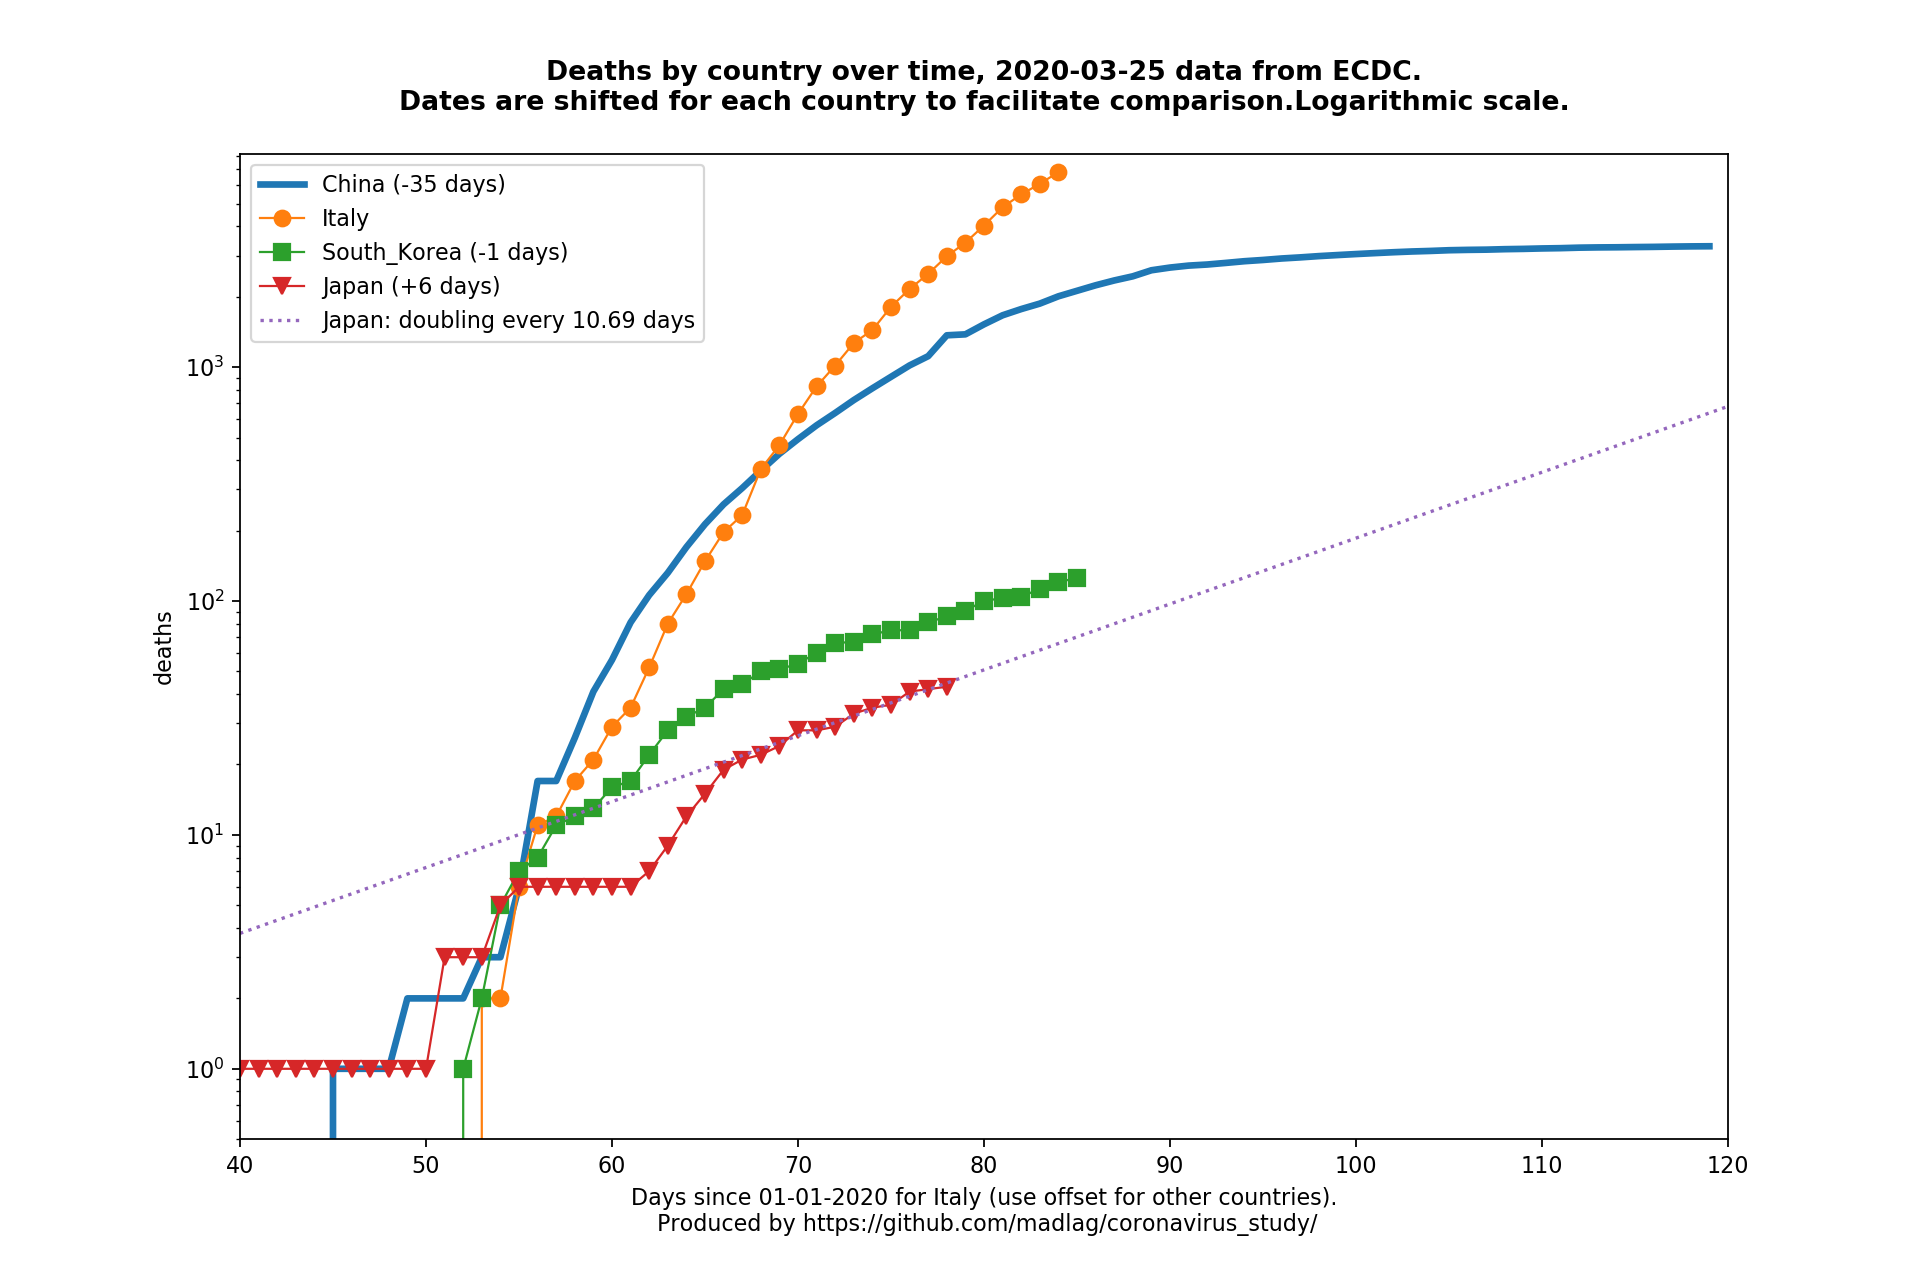 Deaths by country over time, 2020-03-25 data from ECDC.
Dates are shifted for each country to facilitate comparison.Logarithmic scale.
China (-35 days)
Italy
South_Korea (-1 days)
Japan (+6 days)
Japan: doubling every 10.69 days
10³
10²
10¹
10⁰
deaths
40 50 60 70 80 90 100 110 120
Days since 01-01-2020 for Italy (use offset for other countries).
Produced by https://github.com/madlag/coronavirus_study/